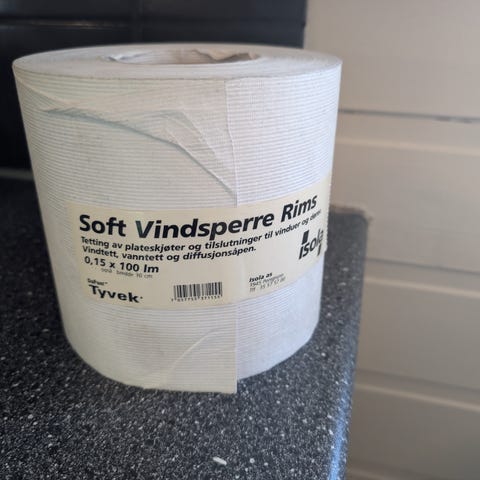 Soft Vindsperre Rims
Tetting av plateskjøter og tilslutninger til vinduer og dører.
Vindtett, vanntett og diffusjonsåpen.
0,15 x 100 lm
Isola
Tyvek®
Isola as